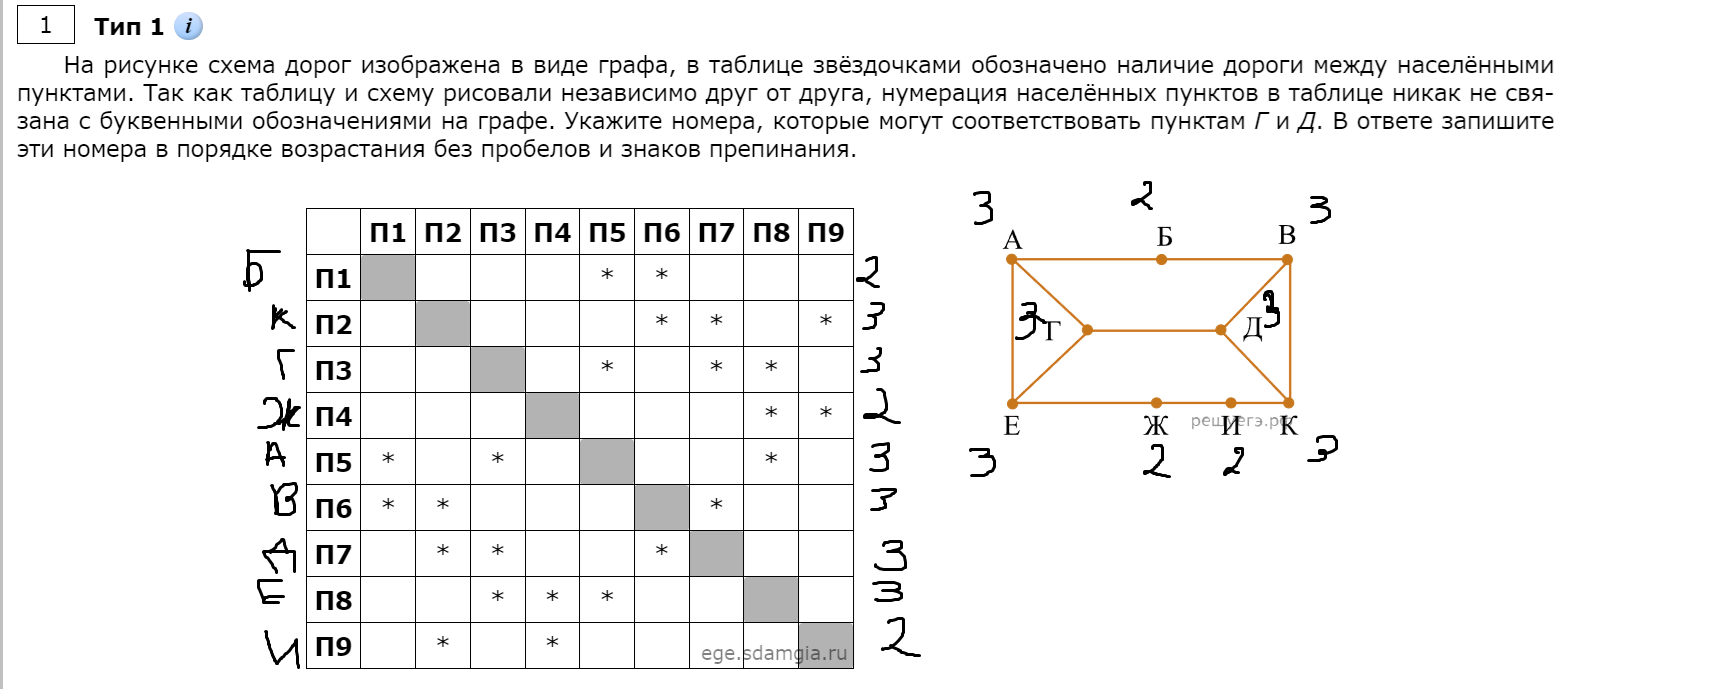 1 Тип 1 i
На рисунке схема дорог изображена в виде графа, в таблице звёздочками обозначено наличие дороги между населёнными
пунктами. Так как таблицу и схему рисовали независимо друг от друга, нумерация населённых пунктов в таблице никак не свя-
зана с буквенными обозначениями на графе. Укажите номера, которые могут соответствовать пунктам Г и Д. В ответе запишите
эти номера в порядке возрастания без пробелов и знаков препинания.
П1 П2 П3 П4 П5 П6 П7 П8 П9
Б П1 * * 2
К П2 * * * 3
Г П3 * * * 3
Ж П4 * * 2
А П5 * * * 3
В П6 * * * 3
Д П7 * * * 3
Е П8 * * * 3
И П9 * * 2
ege.sdamgia.ru
3 2 3
А Б В
3 Г Д 3
Е Ж И К
решуегэ.рф
3 2 2 3